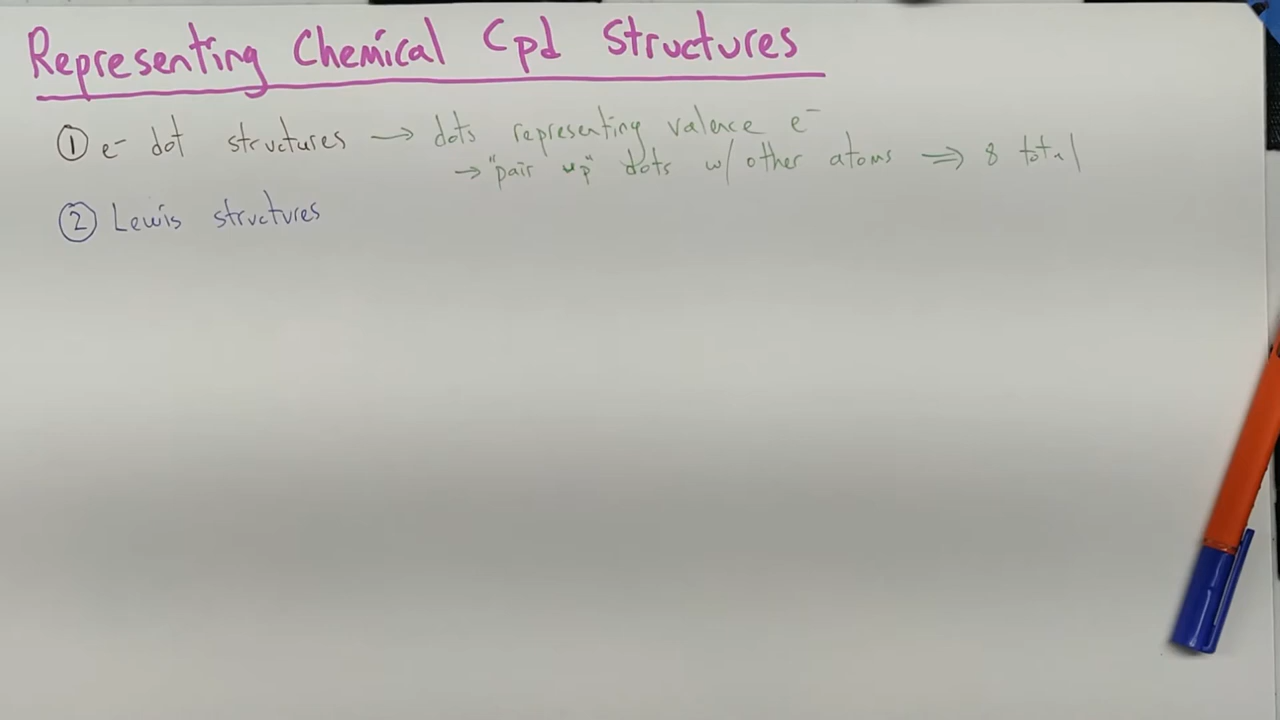 Representing Chemical Cpd Structures
① e⁻ dot structures → dots representing valence e⁻
→ "pair up" dots w/ other atoms ⇒ 8 total
② Lewis structures